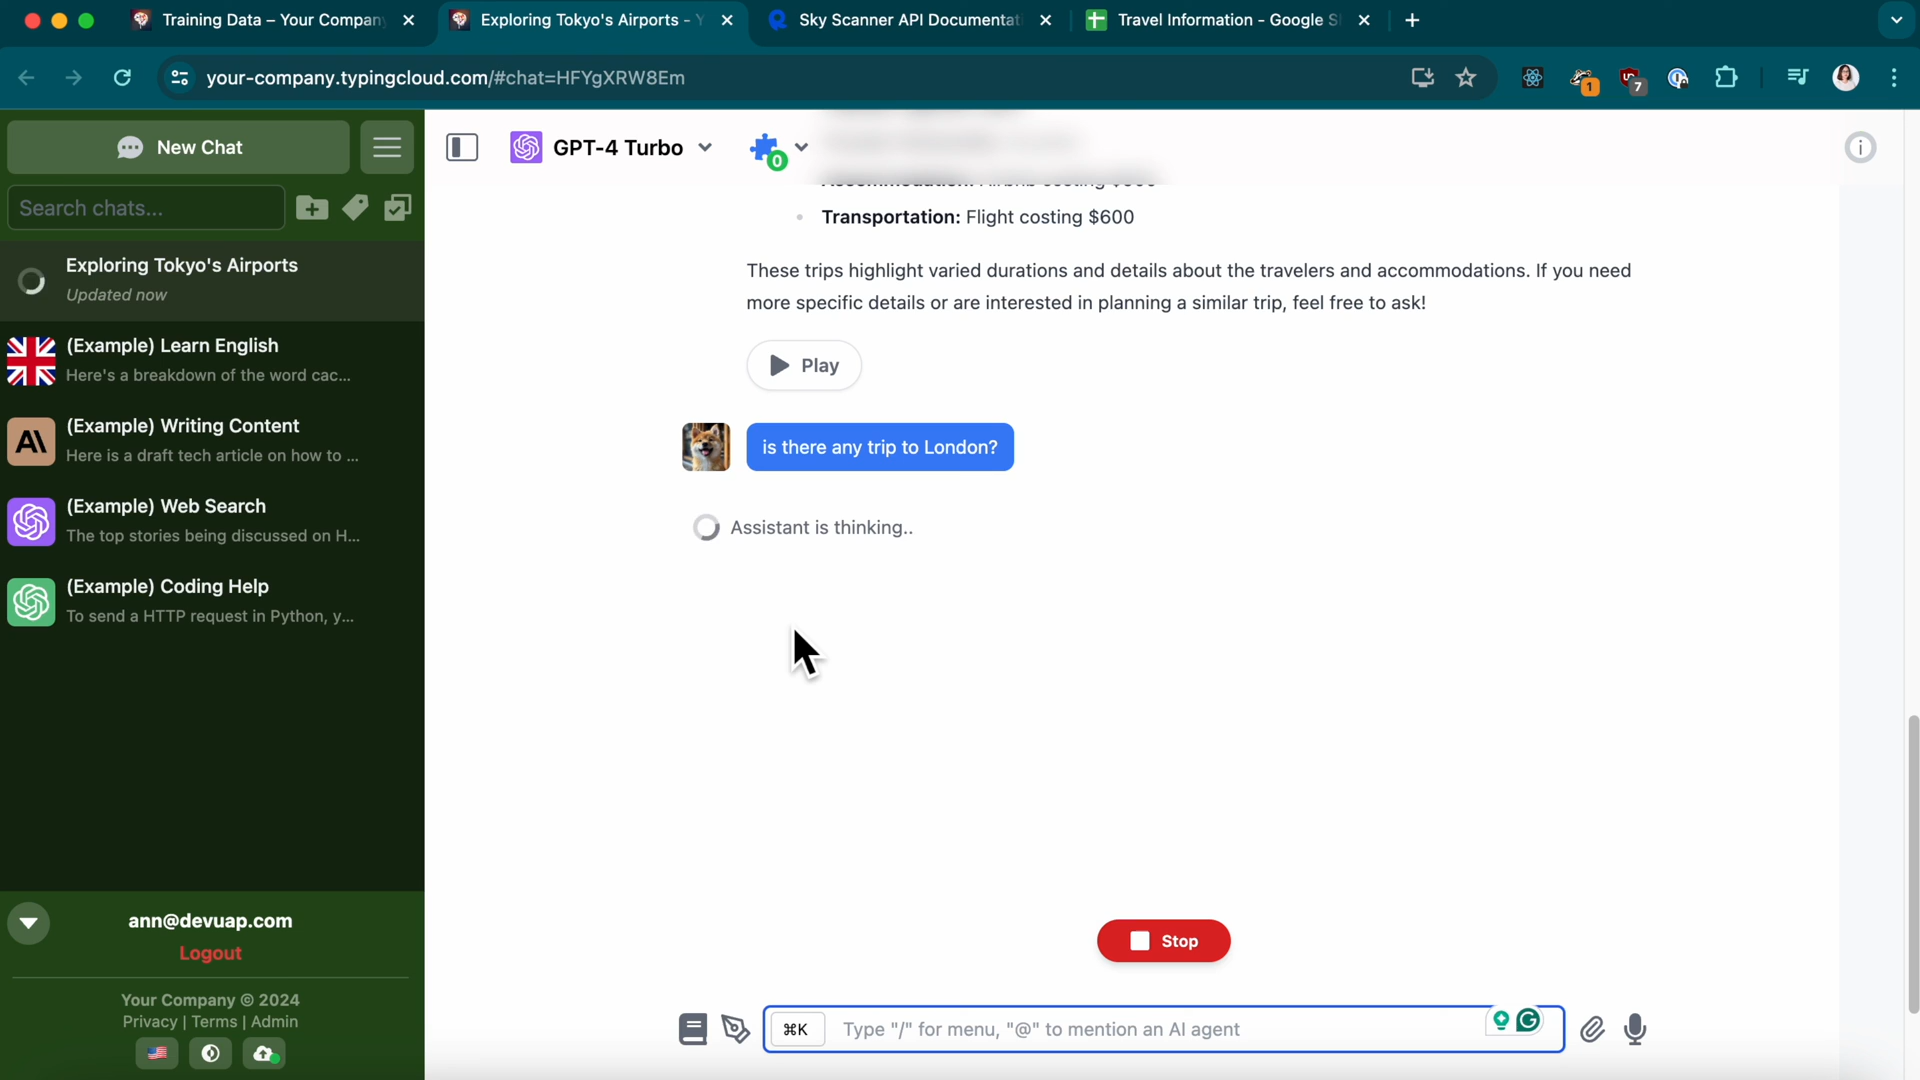 Training Data – Your Company
Exploring Tokyo's Airports - Y
Sky Scanner API Documentat
Travel Information - Google S
your-company.typingcloud.com/#chat=HFYgXRW8Em
1
7
New Chat
GPT-4 Turbo
0
Search chats...
Exploring Tokyo's Airports
Updated now
(Example) Learn English
Here's a breakdown of the word cac...
(Example) Writing Content
Here is a draft tech article on how to ...
(Example) Web Search
The top stories being discussed on H...
(Example) Coding Help
To send a HTTP request in Python, y...
Transportation: Flight costing $600
These trips highlight varied durations and details about the travelers and accommodations. If you need
more specific details or are interested in planning a similar trip, feel free to ask!
Play
is there any trip to London?
Assistant is thinking..
Stop
⌘K
Type "/" for menu, "@" to mention an AI agent
ann@devuap.com
Logout
Your Company © 2024
Privacy | Terms | Admin